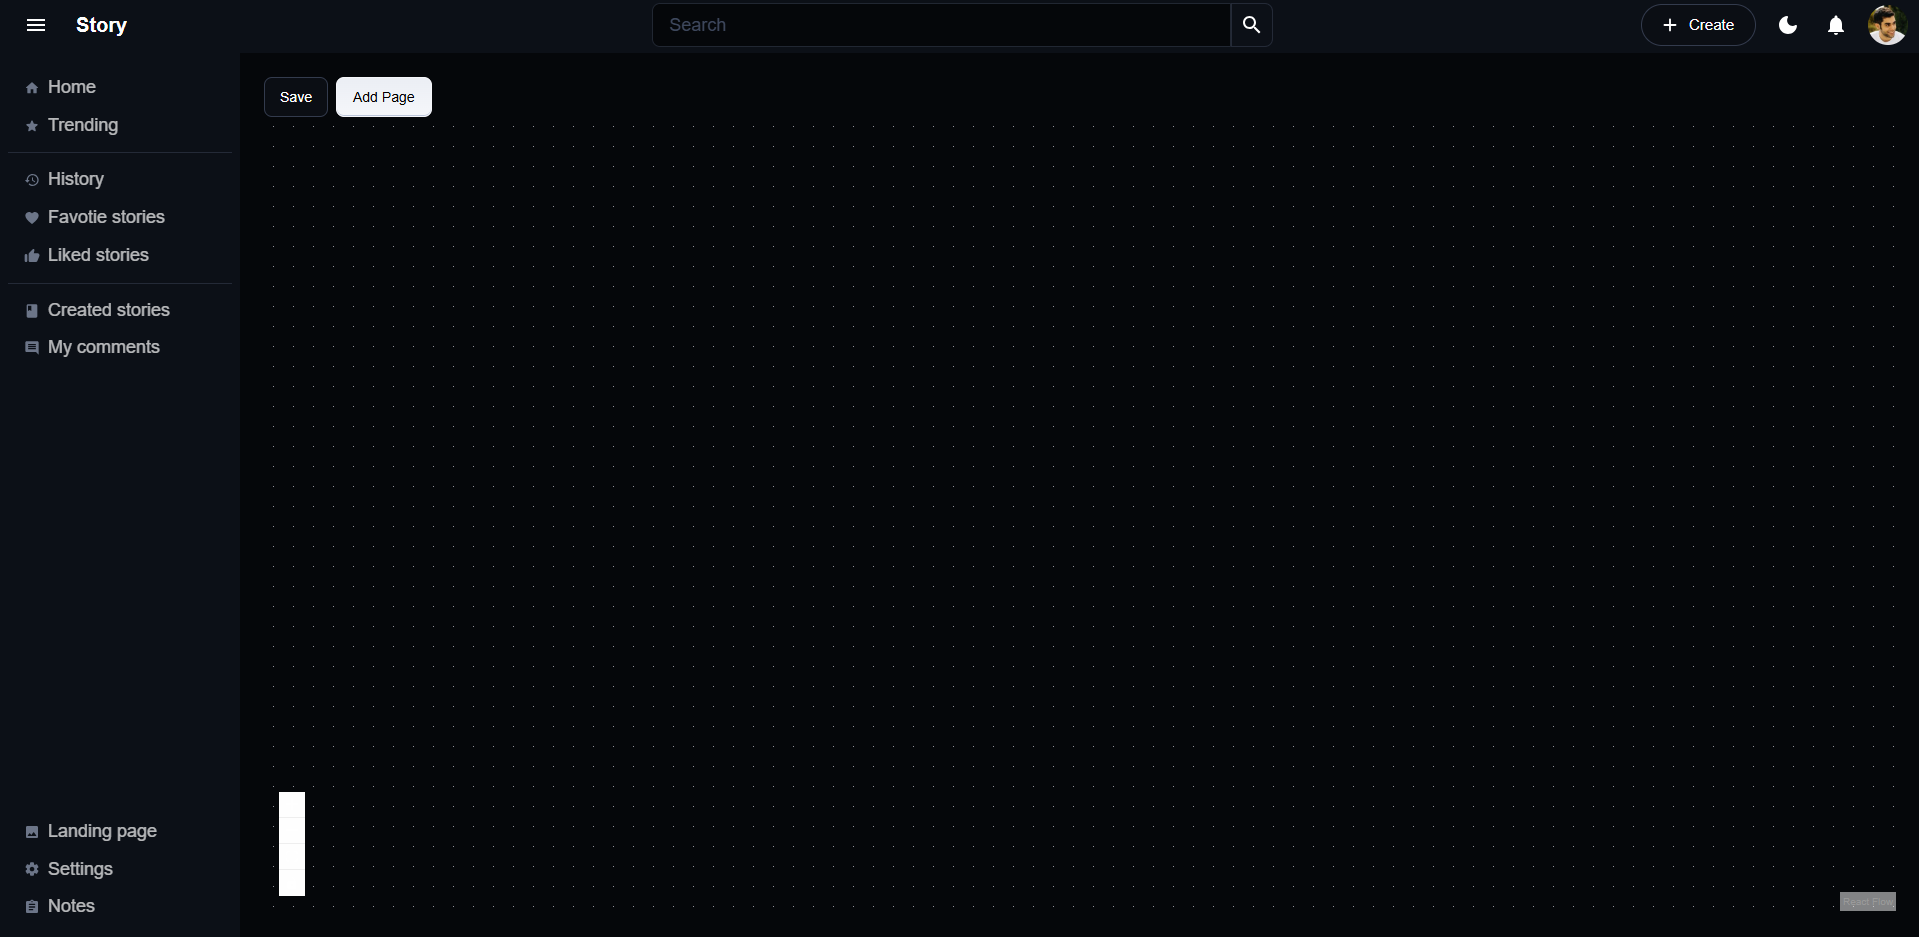 Story
Search
Create
Home
Trending
History
Favotie stories
Liked stories
Created stories
My comments
Landing page
Settings
Notes
Save
Add Page
React Flow